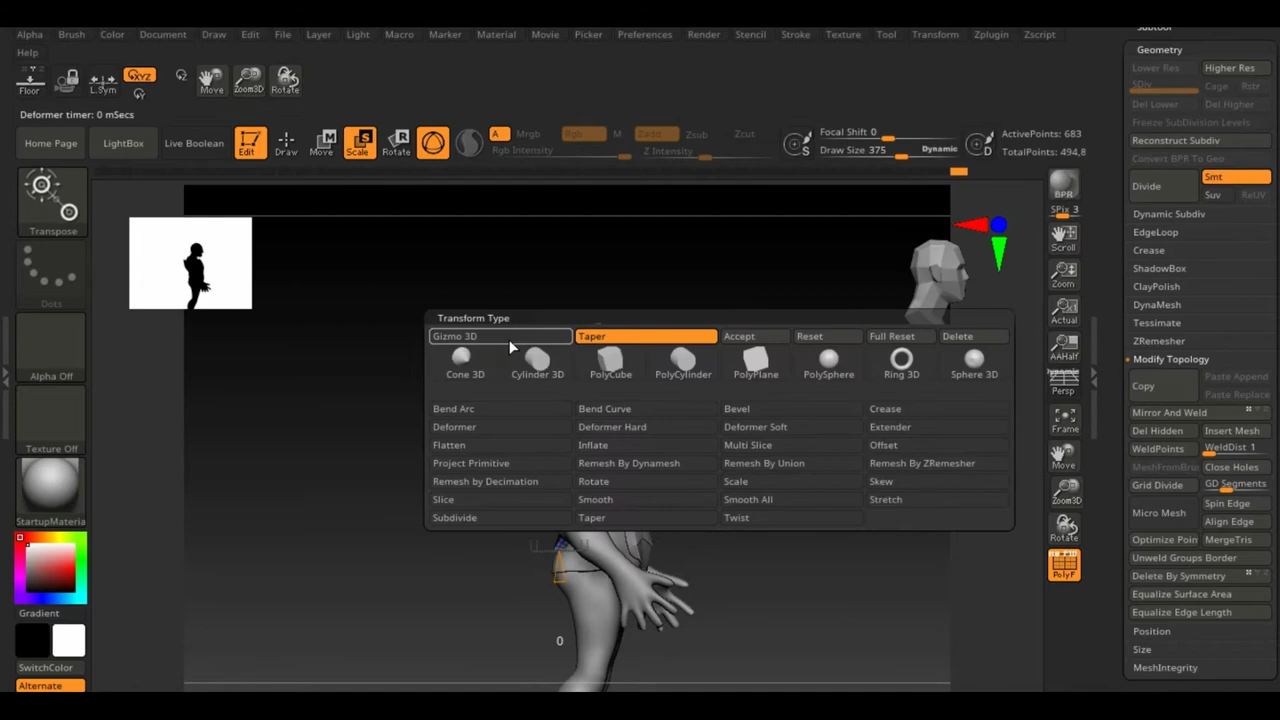 Alpha Brush Color Document Draw Edit File Layer Light Macro Marker Material Movie Picker Preferences Render Stencil Stroke Texture Tool Transform Zplugin Zscript
Help
Floor
L.Sym
XYZ
Move
Zoom3D
Rotate
Deformer timer: 0 mSecs
Home Page
LightBox
Live Boolean
Edit
Draw
Move
Scale
Rotate
A
Mrgb
Rgb
M
Zadd
Zsub
Zcut
Rgb Intensity
Z Intensity
S
Focal Shift 0
Draw Size 375
Dynamic
D
ActivePoints: 683
TotalPoints: 494,8
Transpose
Dots
Alpha Off
Texture Off
StartupMateria
Gradient
SwitchColor
Alternate
Transform Type
Gizmo 3D Taper Accept Reset Full Reset Delete
Cone 3D Cylinder 3D PolyCube PolyCylinder PolyPlane PolySphere Ring 3D Sphere 3D
Bend Arc Bend Curve Bevel Crease
Deformer Deformer Hard Deformer Soft Extender
Flatten Inflate Multi Slice Offset
Project Primitive Remesh By Dynamesh Remesh By Union Remesh By ZRemesher
Remesh by Decimation Rotate Scale Skew
Slice Smooth Smooth All Stretch
Subdivide Taper Twist
0
BPR
SPix 3
Scroll
Zoom
Actual
AAHalf
Dynamic
Persp
Frame
Move
Zoom3D
Rotate
PolyF
Subtool
Geometry
Lower Res Higher Res
SDiv Cage Rstr
Del Lower Del Higher
Freeze SubDivision Levels
Reconstruct Subdiv
Convert BPR To Geo
Divide Smt
Suv ReUV
Dynamic Subdiv
EdgeLoop
Crease
ShadowBox
ClayPolish
DynaMesh
Tessimate
ZRemesher
Modify Topology
Copy Paste Append
Paste Replace
Mirror And Weld
Del Hidden Insert Mesh
WeldPoints WeldDist 1
MeshFromBrus Close Holes
Grid Divide GD Segments
Micro Mesh Spin Edge
Align Edge
Optimize Poin MergeTris
Unweld Groups Border
Delete By Symmetry
Equalize Surface Area
Equalize Edge Length
Position
Size
MeshIntegrity